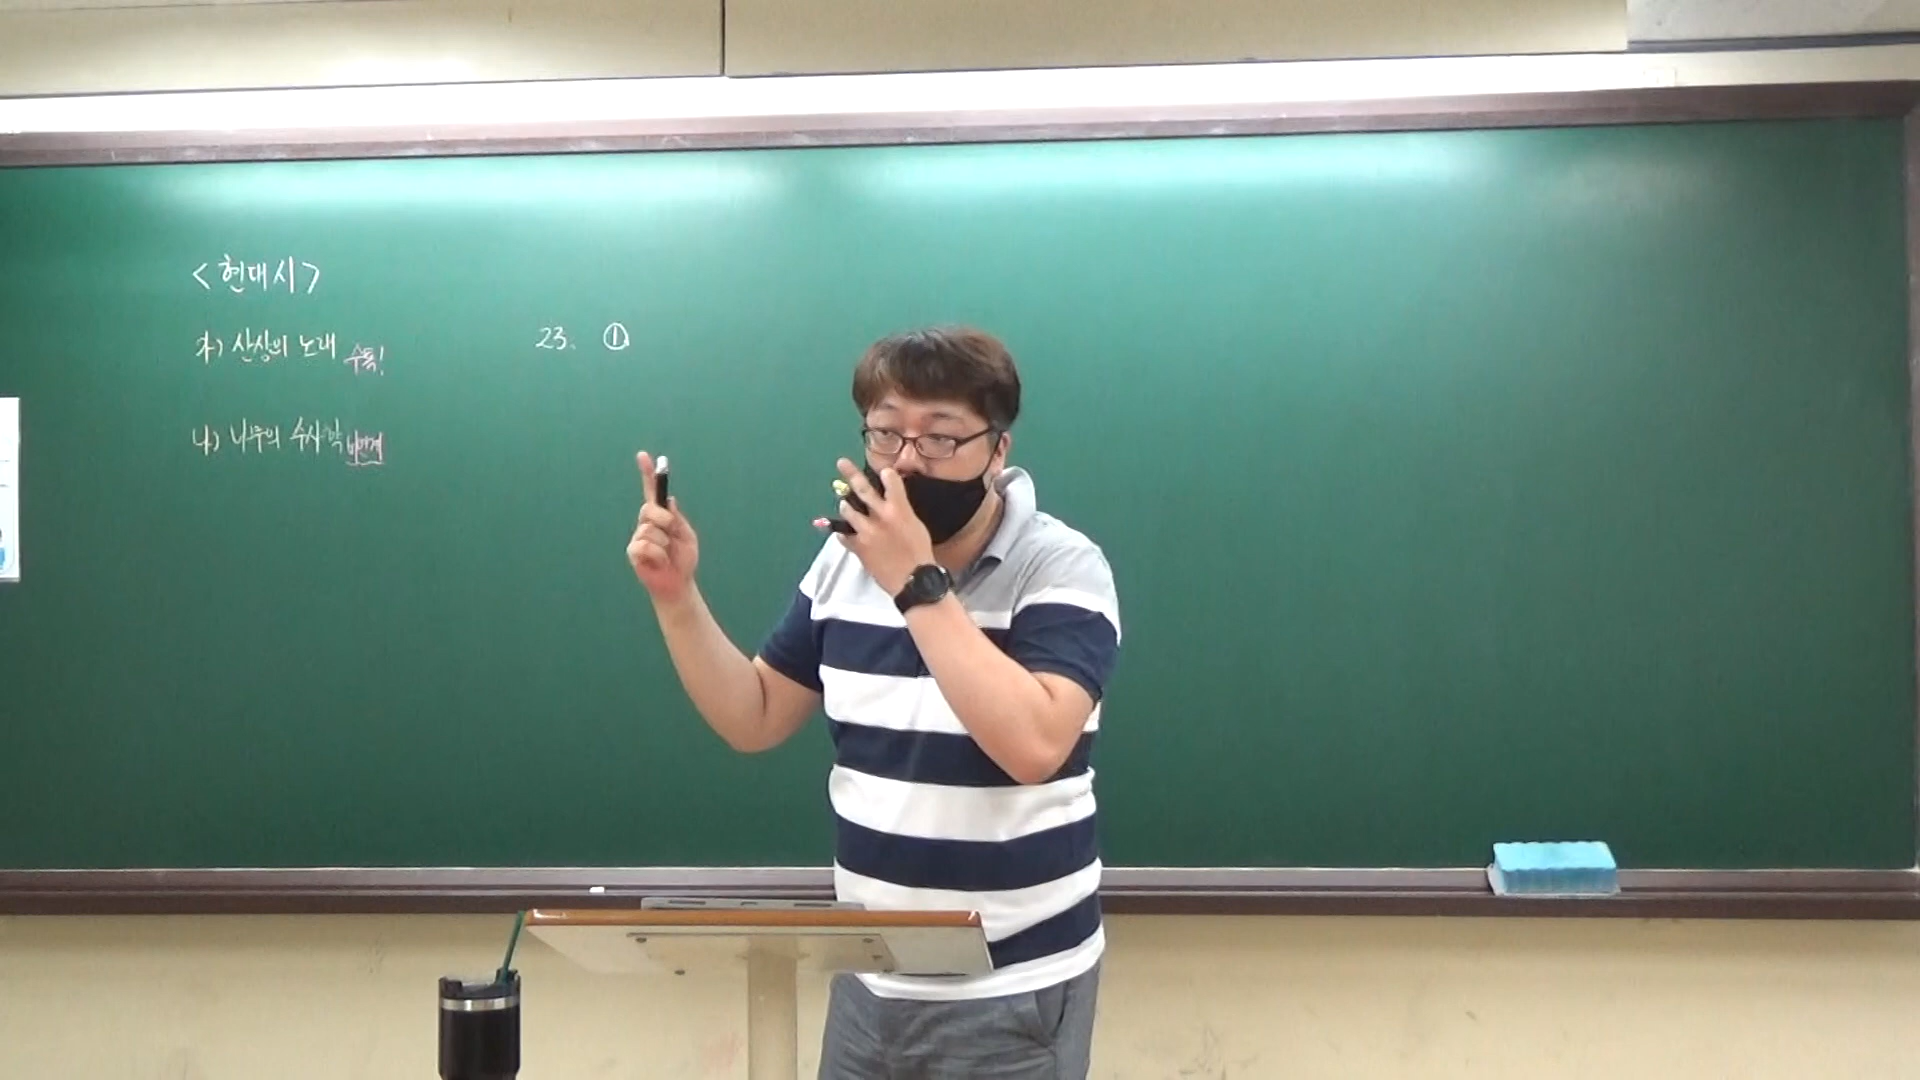 <현대시>
가) 산상의 노래 수특!
나) 나무의 수사학 비연계
23. ①